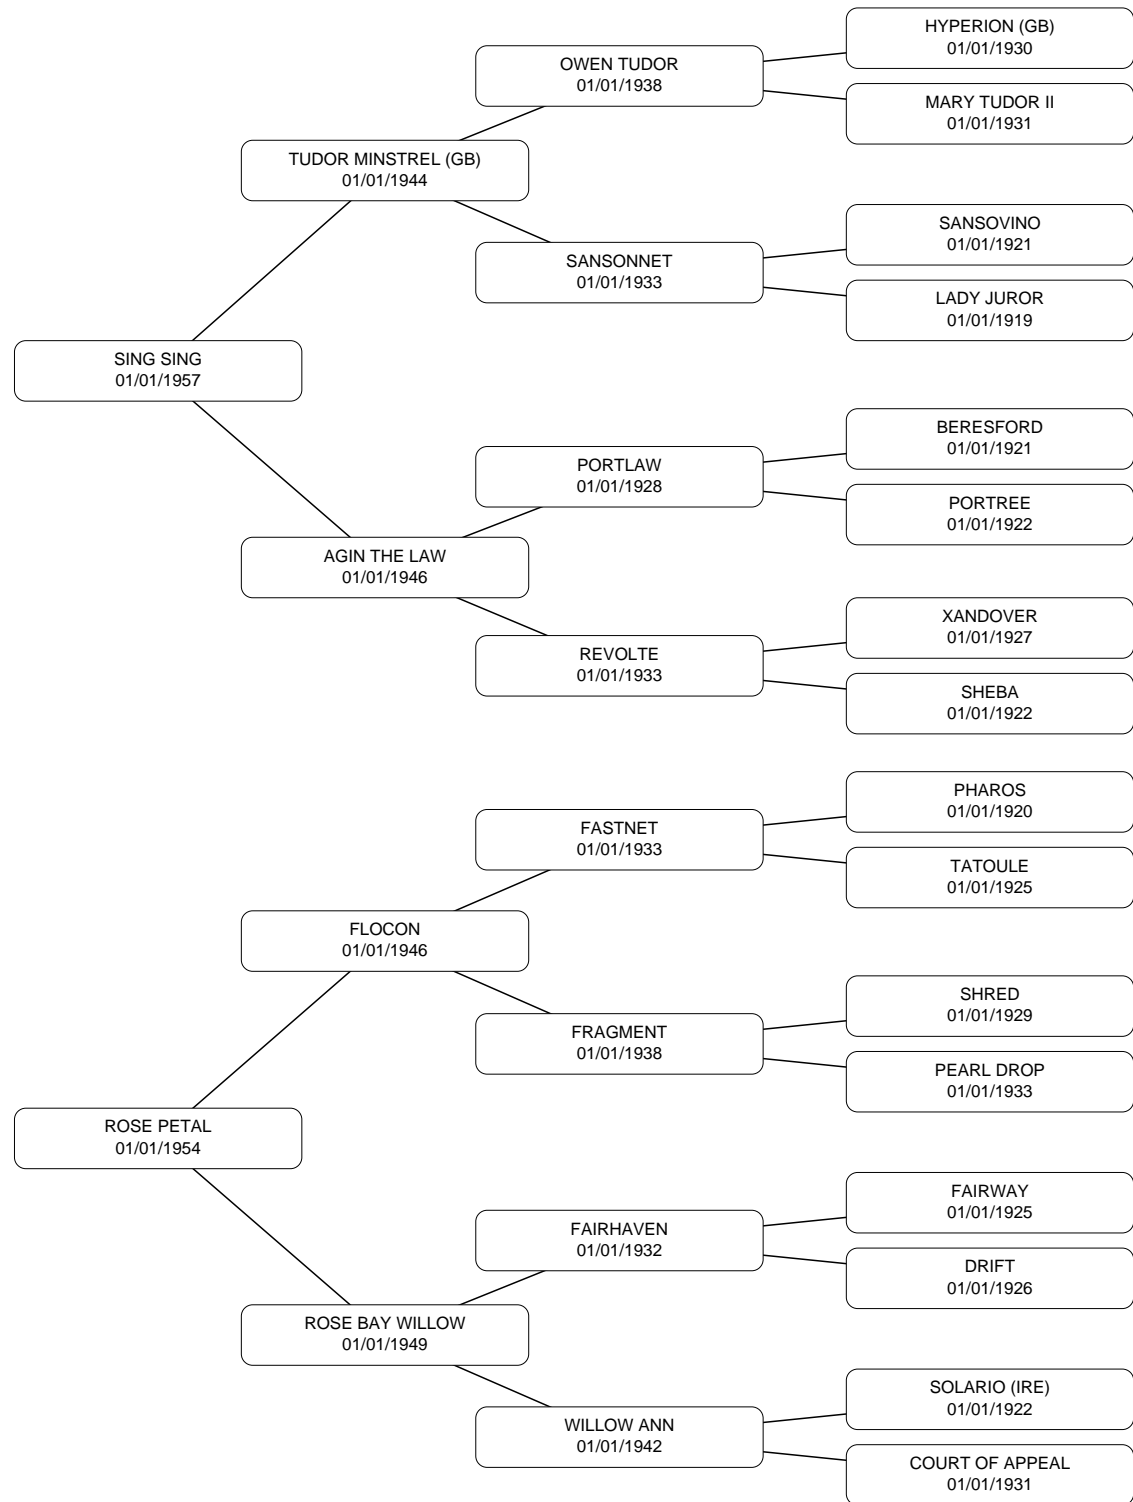 HYPERION (GB)
01/01/1930
OWEN TUDOR
01/01/1938
MARY TUDOR II
01/01/1931
TUDOR MINSTREL (GB)
01/01/1944
SANSOVINO
01/01/1921
SANSONNET
01/01/1933
LADY JUROR
01/01/1919
SING SING
01/01/1957
BERESFORD
01/01/1921
PORTLAW
01/01/1928
PORTREE
01/01/1922
AGIN THE LAW
01/01/1946
XANDOVER
01/01/1927
REVOLTE
01/01/1933
SHEBA
01/01/1922
PHAROS
01/01/1920
FASTNET
01/01/1933
TATOULE
01/01/1925
FLOCON
01/01/1946
SHRED
01/01/1929
FRAGMENT
01/01/1938
PEARL DROP
01/01/1933
ROSE PETAL
01/01/1954
FAIRWAY
01/01/1925
FAIRHAVEN
01/01/1932
DRIFT
01/01/1926
ROSE BAY WILLOW
01/01/1949
SOLARIO (IRE)
01/01/1922
WILLOW ANN
01/01/1942
COURT OF APPEAL
01/01/1931